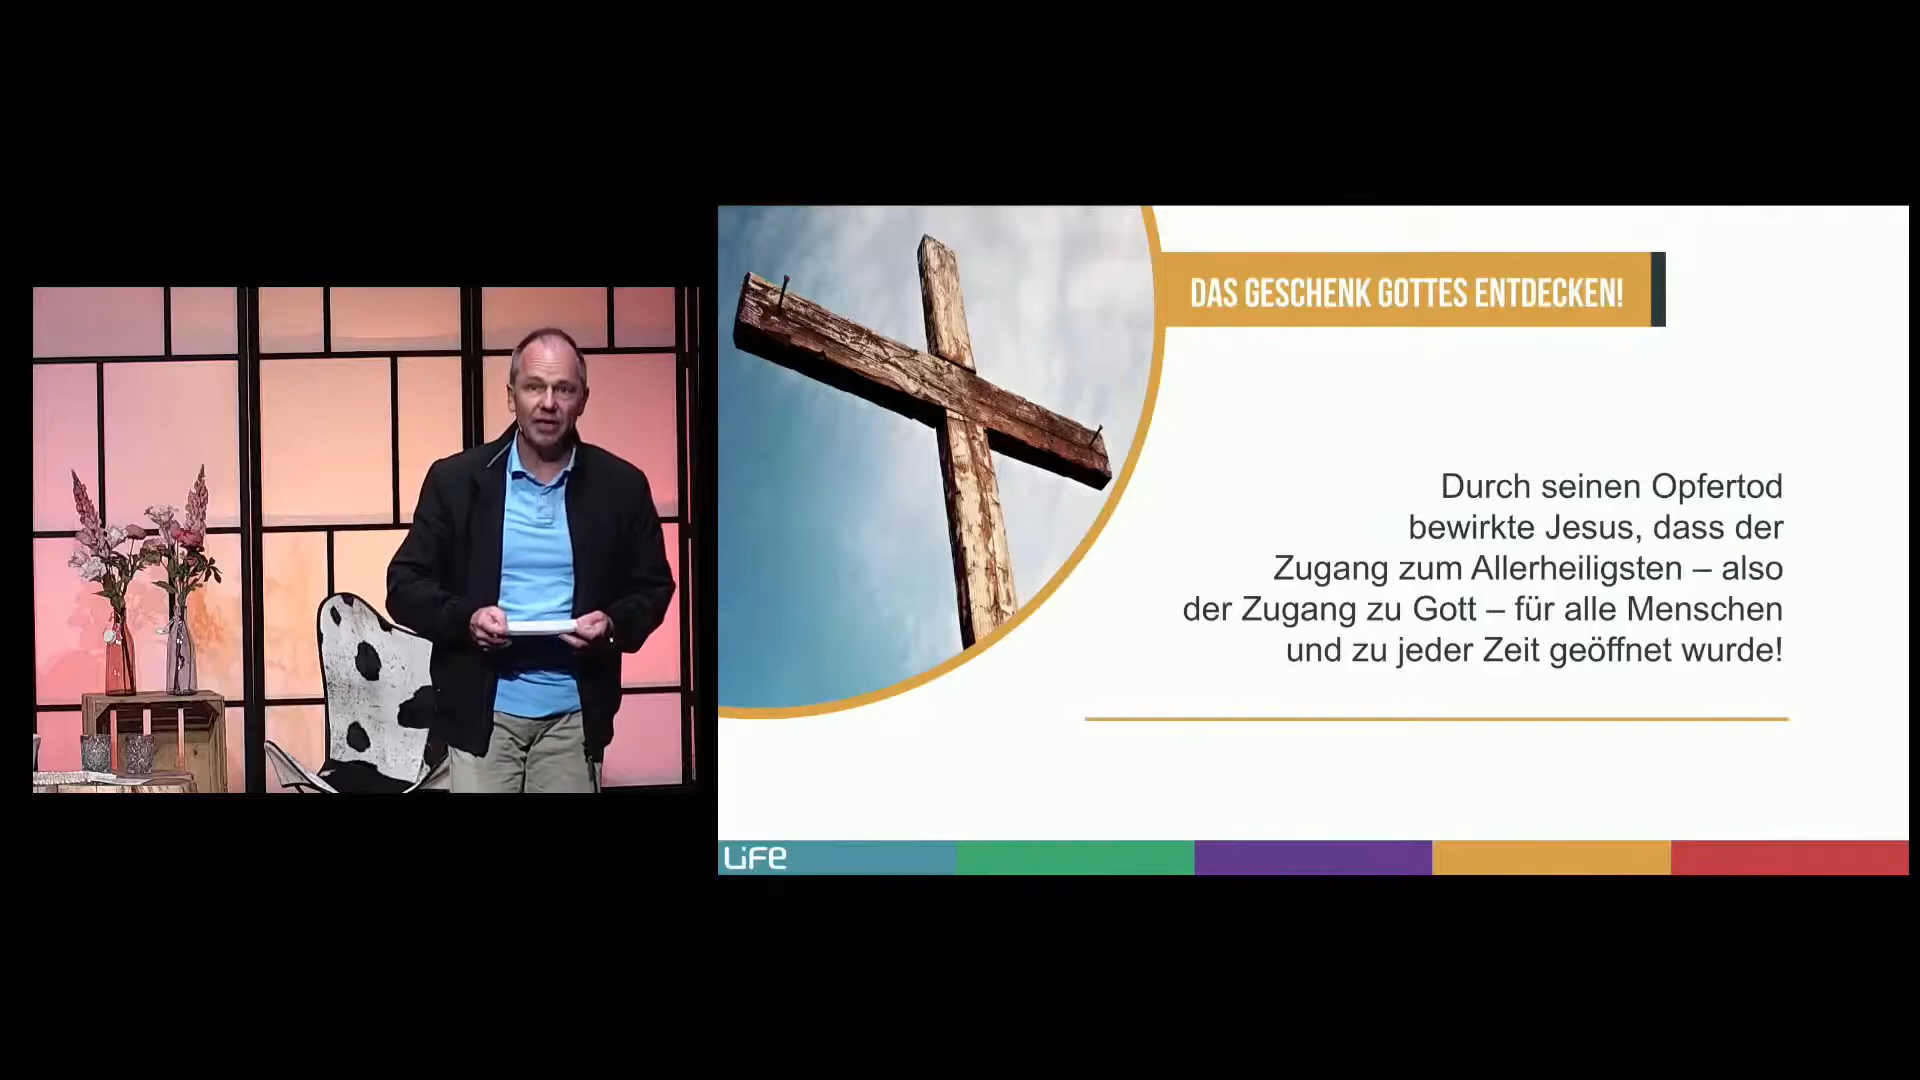 DAS GESCHENK GOTTES ENTDECKEN!
Durch seinen Opfertod
bewirkte Jesus, dass der
Zugang zum Allerheiligsten – also
der Zugang zu Gott – für alle Menschen
und zu jeder Zeit geöffnet wurde!
LiFe